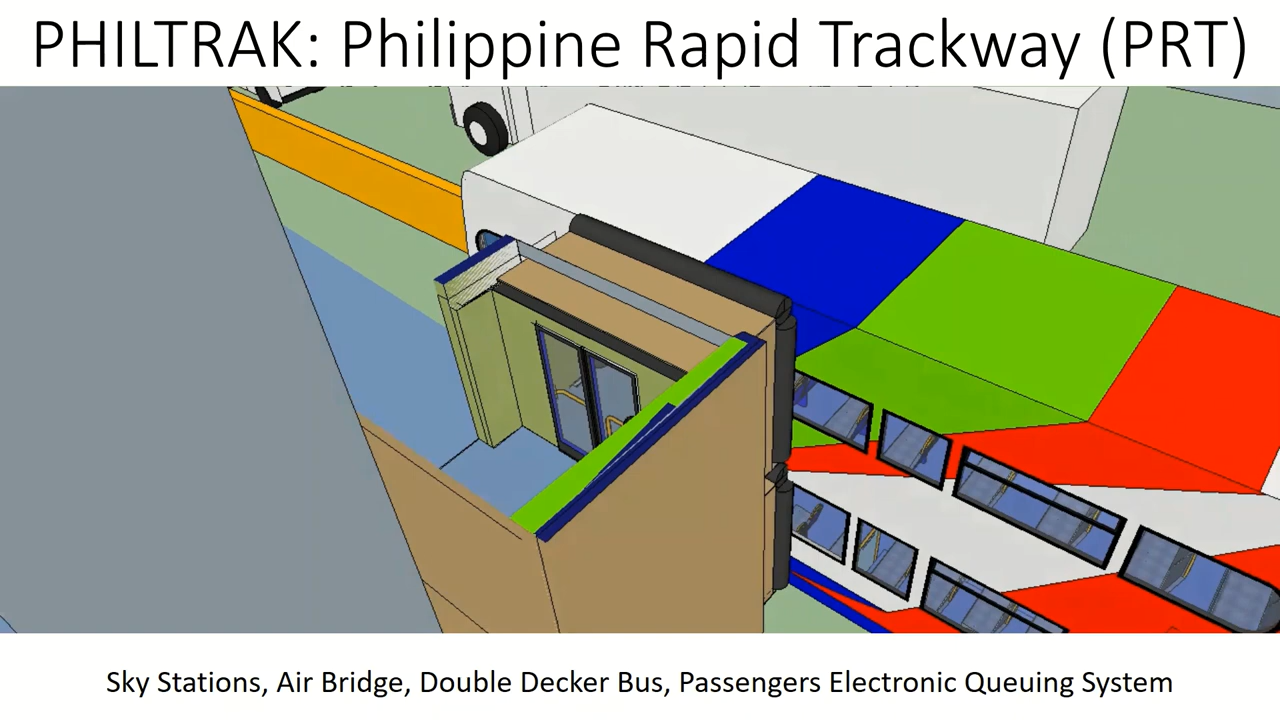 PHILTRAK: Philippine Rapid Trackway (PRT)
Sky Stations, Air Bridge, Double Decker Bus, Passengers Electronic Queuing System